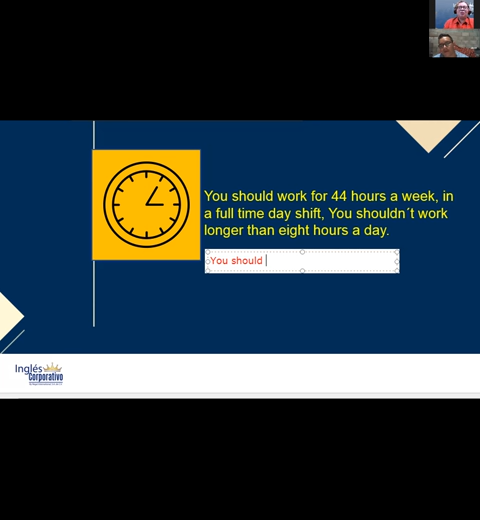 You should work for 44 hours a week, in
a full time day shift, You shouldn´t work
longer than eight hours a day.
You should
Inglés
Corporativo